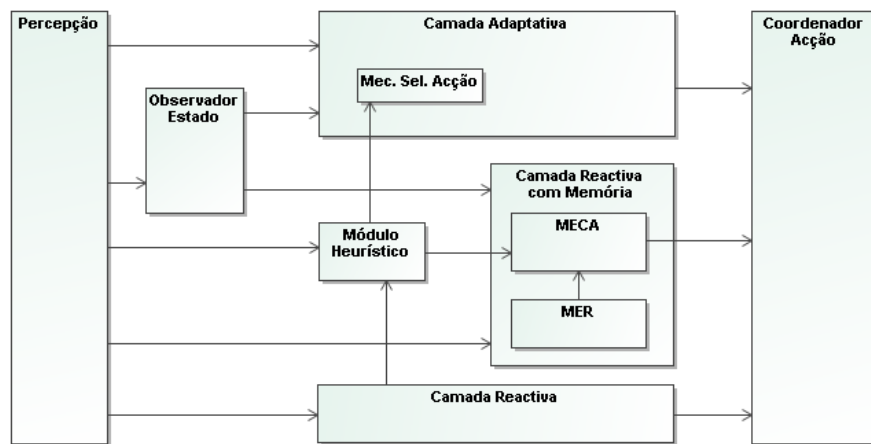 Percepção
Camada Adaptativa
Coordenador
Acção
Mec. Sel. Acção
Observador
Estado
Camada Reactiva
com Memória
Módulo
Heurístico
MECA
MER
Camada Reactiva